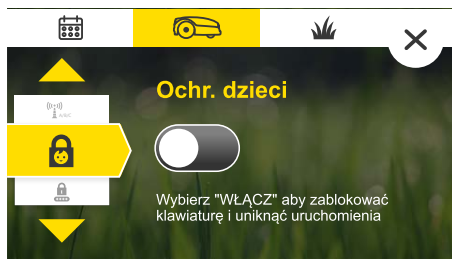 Ochr. dzieci
Wybierz "WŁĄCZ" aby zablokować
klawiaturę i uniknąć uruchomienia